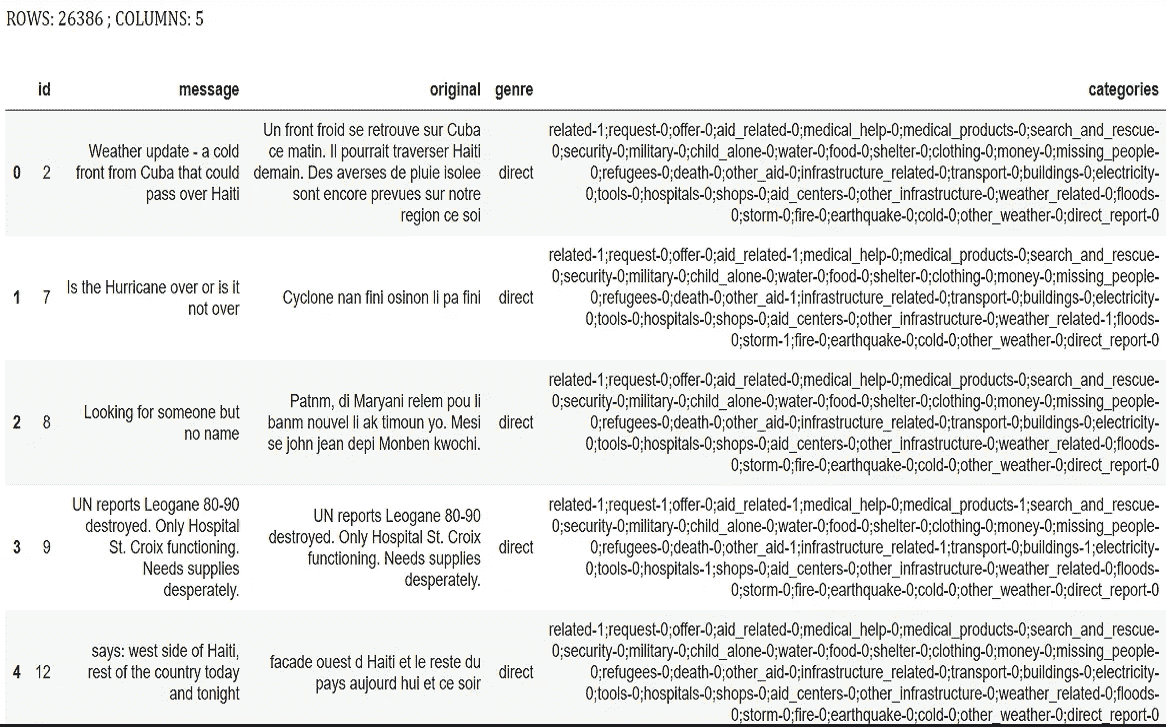 ROWS: 26386 ; COLUMNS: 5
id message original genre categories
0 2 Weather update - a cold
front from Cuba that could
pass over Haiti
Un front froid se retrouve sur Cuba
ce matin. Il pourrait traverser Haiti
demain. Des averses de pluie isolee
sont encore prevues sur notre
region ce soi
direct
related-1;request-0;offer-0;aid_related-0;medical_help-0;medical_products-0;search_and_rescue-
0;security-0;military-0;child_alone-0;water-0;food-0;shelter-0;clothing-0;money-0;missing_people-
0;refugees-0;death-0;other_aid-0;infrastructure_related-0;transport-0;buildings-0;electricity-
0;tools-0;hospitals-0;shops-0;aid_centers-0;other_infrastructure-0;weather_related-0;floods-
0;storm-0;fire-0;earthquake-0;cold-0;other_weather-0;direct_report-0
1 7 Is the Hurricane over or is it
not over
Cyclone nan fini osinon li pa fini
direct
related-1;request-0;offer-0;aid_related-1;medical_help-0;medical_products-0;search_and_rescue-
0;security-0;military-0;child_alone-0;water-0;food-0;shelter-0;clothing-0;money-0;missing_people-
0;refugees-0;death-0;other_aid-1;infrastructure_related-0;transport-0;buildings-0;electricity-
0;tools-0;hospitals-0;shops-0;aid_centers-0;other_infrastructure-0;weather_related-1;floods-
0;storm-1;fire-0;earthquake-0;cold-0;other_weather-0;direct_report-0
2 8 Looking for someone but
no name
Patnm, di Maryani relem pou li
banm nouvel li ak timoun yo. Mesi
se john jean depi Monben kwochi.
direct
related-1;request-0;offer-0;aid_related-0;medical_help-0;medical_products-0;search_and_rescue-
0;security-0;military-0;child_alone-0;water-0;food-0;shelter-0;clothing-0;money-0;missing_people-
0;refugees-0;death-0;other_aid-0;infrastructure_related-0;transport-0;buildings-0;electricity-
0;tools-0;hospitals-0;shops-0;aid_centers-0;other_infrastructure-0;weather_related-0;floods-
0;storm-0;fire-0;earthquake-0;cold-0;other_weather-0;direct_report-0
3 9 UN reports Leogane 80-90
destroyed. Only Hospital
St. Croix functioning.
Needs supplies
desperately.
UN reports Leogane 80-90
destroyed. Only Hospital St. Croix
functioning. Needs supplies
desperately.
direct
related-1;request-1;offer-0;aid_related-1;medical_help-0;medical_products-1;search_and_rescue-
0;security-0;military-0;child_alone-0;water-0;food-0;shelter-0;clothing-0;money-0;missing_people-
0;refugees-0;death-0;other_aid-1;infrastructure_related-1;transport-0;buildings-1;electricity-
0;tools-0;hospitals-1;shops-0;aid_centers-0;other_infrastructure-0;weather_related-0;floods-
0;storm-0;fire-0;earthquake-0;cold-0;other_weather-0;direct_report-0
4 12 says: west side of Haiti,
rest of the country today
and tonight
facade ouest d Haiti et le reste du
pays aujourd hui et ce soir
direct
related-1;request-0;offer-0;aid_related-0;medical_help-0;medical_products-0;search_and_rescue-
0;security-0;military-0;child_alone-0;water-0;food-0;shelter-0;clothing-0;money-0;missing_people-
0;refugees-0;death-0;other_aid-0;infrastructure_related-0;transport-0;buildings-0;electricity-
0;tools-0;hospitals-0;shops-0;aid_centers-0;other_infrastructure-0;weather_related-0;floods-
0;storm-0;fire-0;earthquake-0;cold-0;other_weather-0;direct_report-0